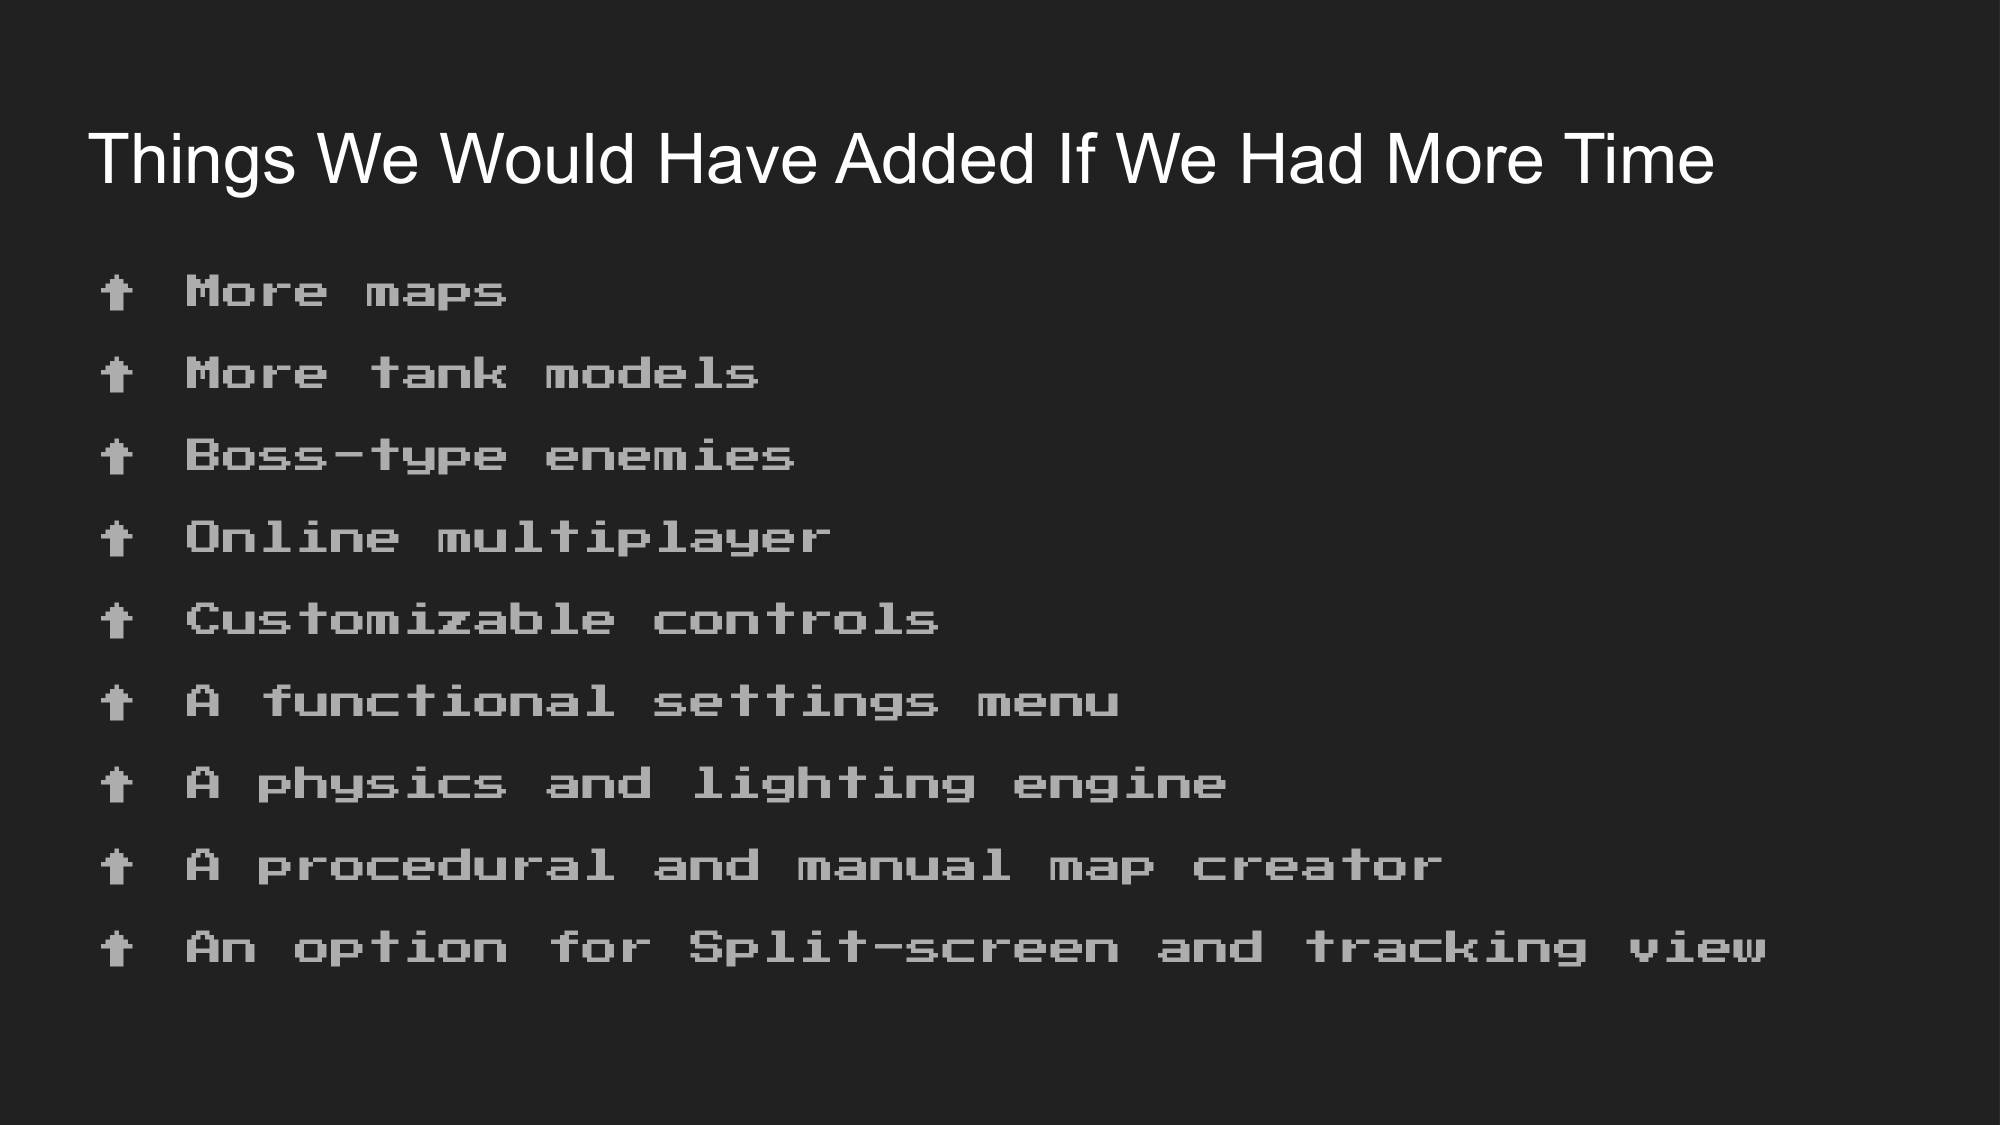 Things We Would Have Added If We Had More Time
More maps
More tank models
Boss-type enemies
Online multiplayer
Customizable controls
A functional settings menu
A physics and lighting engine
A procedural and manual map creator
An option for Split-screen and tracking view